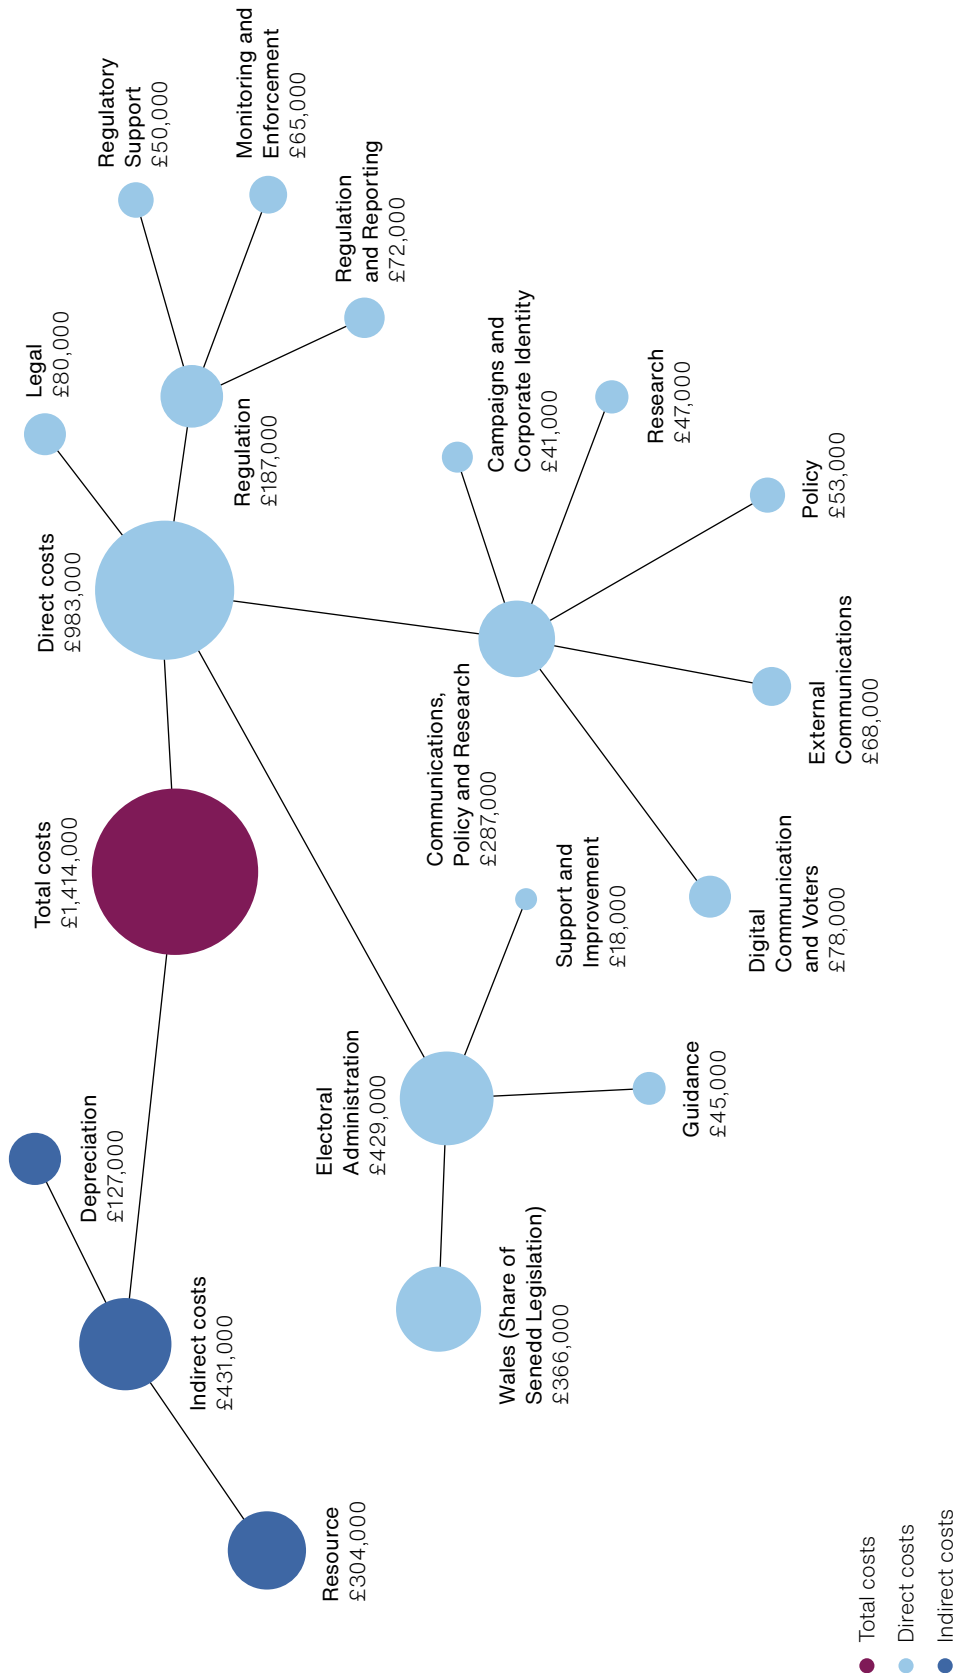 Resource
£304,000
Indirect costs
£431,000
Depreciation
£127,000
Total costs
£1,414,000
Direct costs
£983,000
Legal
£80,000
Regulation
£187,000
Regulatory
Support
£50,000
Monitoring and
Enforcement
£65,000
Regulation
and Reporting
£72,000
Electoral
Administration
£429,000
Wales (Share of
Senedd Legislation)
£366,000
Guidance
£45,000
Support and
Improvement
£18,000
Communications,
Policy and Research
£287,000
Campaigns and
Corporate Identity
£41,000
Research
£47,000
Policy
£53,000
External
Communications
£68,000
Digital
Communication
and Voters
£78,000
Total costs
Direct costs
Indirect costs